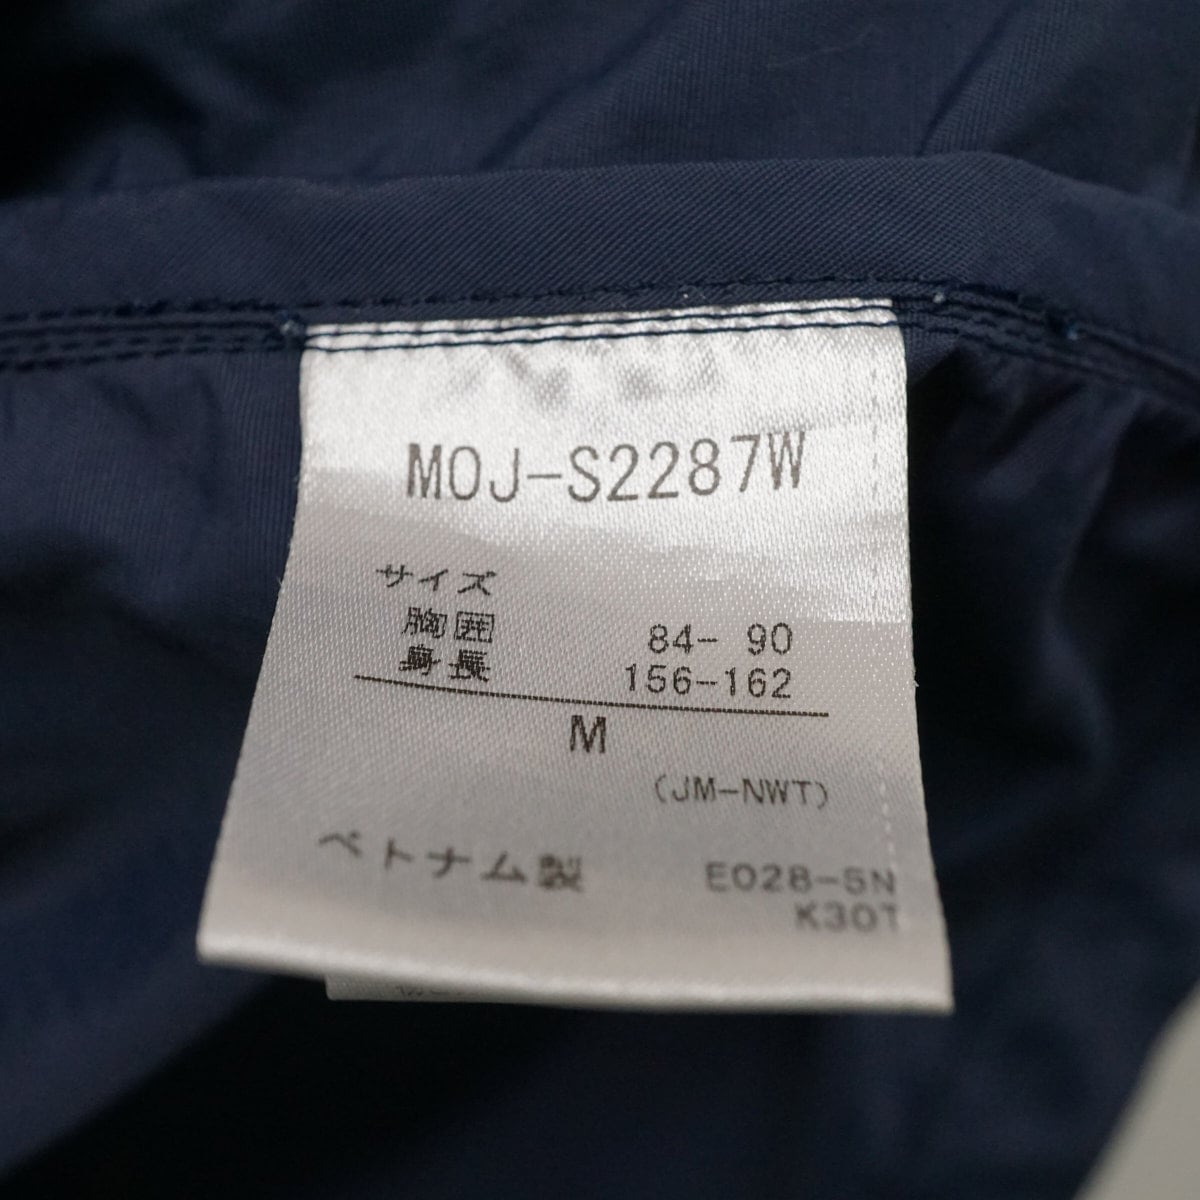 MOJ-S2287W
サイズ
胸囲 84- 90
身長 156-162
M
(JM-NWT)
ベトナム製 E028-5N
K30T